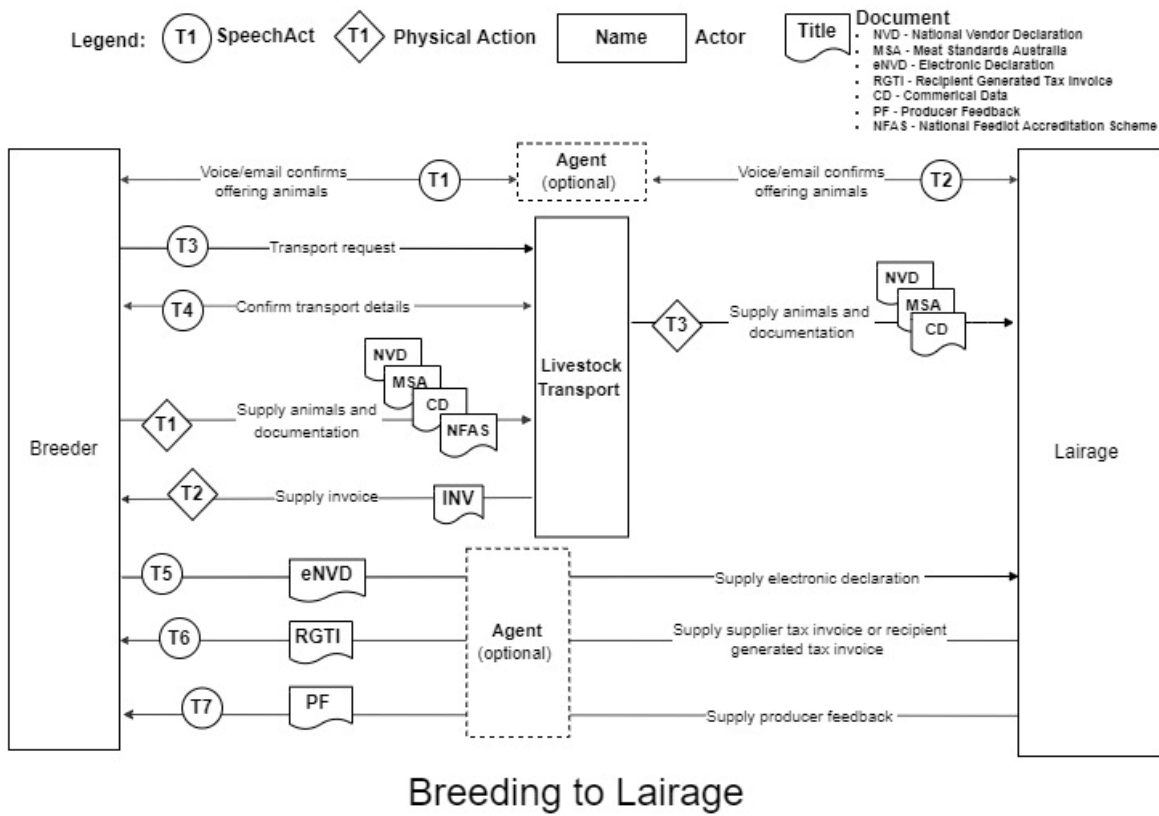 Legend: T1 SpeechAct T1 Physical Action Name Actor Title Document
• NVD - National Vendor Declaration
• MSA - Meat Standards Australia
• eNVD - Electronic Declaration
• RGTI - Recipient Generated Tax Invoice
• CD - Commerical Data
• PF - Producer Feedback
• NFAS - National Feedlot Accreditation Scheme
Voice/email confirms
offering animals
T1
Agent
(optional)
Voice/email confirms
offering animals
T2
T3 Transport request
T4 Confirm transport details
NVD
MSA
CD
NFAS
T1 Supply animals and
documentation
T2 Supply invoice INV
Breeder
Livestock
Transport
T3 Supply animals and
documentation
NVD
MSA
CD
Lairage
T5 eNVD Supply electronic declaration
T6 RGTI
Agent
(optional)
Supply supplier tax invoice or recipient
generated tax invoice
T7 PF Supply producer feedback
Breeding to Lairage